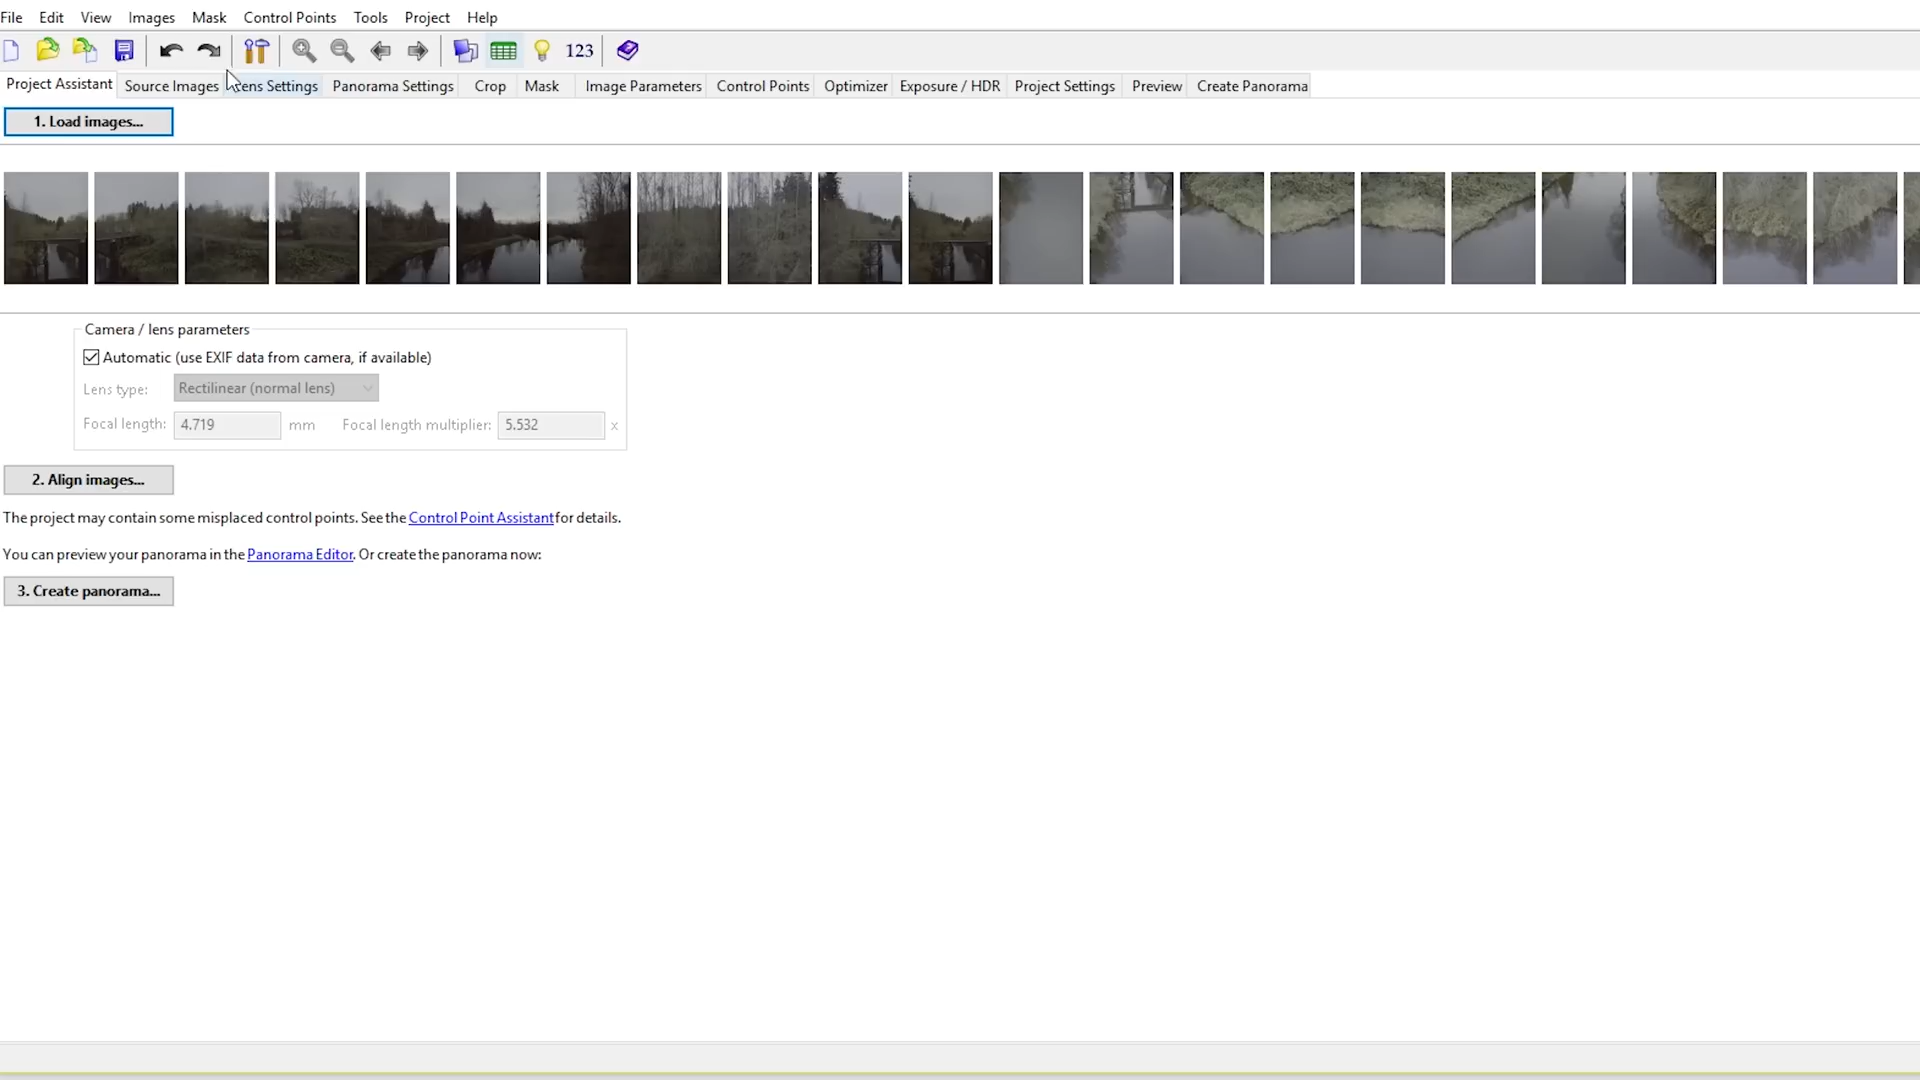 File Edit View Images Mask Control Points Tools Project Help
123
Project Assistant Source Images Lens Settings Panorama Settings Crop Mask Image Parameters Control Points Optimizer Exposure / HDR Project Settings Preview Create Panorama
1. Load images...
Camera / lens parameters
Automatic (use EXIF data from camera, if available)
Lens type: Rectilinear (normal lens)
Focal length: 4.719 mm Focal length multiplier: 5.532 x
2. Align images...
The project may contain some misplaced control points. See the Control Point Assistant for details.
You can preview your panorama in the Panorama Editor. Or create the panorama now:
3. Create panorama...